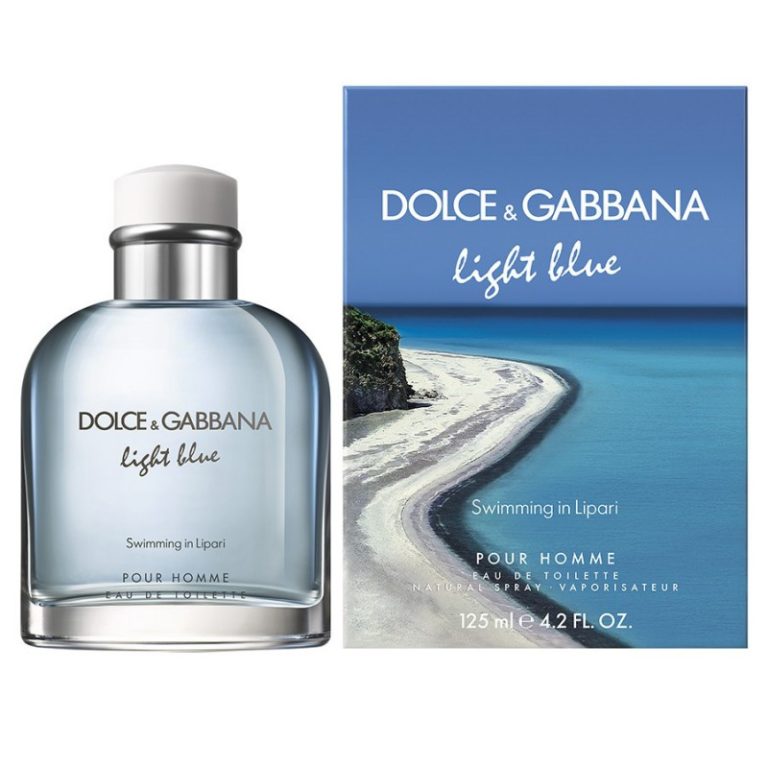 DOLCE & GABBANA
light blue
Swimming in Lipari
POUR HOMME
EAU DE TOILETTE
DOLCE & GABBANA
light blue
Swimming in Lipari
POUR HOMME
EAU DE TOILETTE
NATURAL SPRAY · VAPORISATEUR
125 ml ℮ 4.2 FL. OZ.